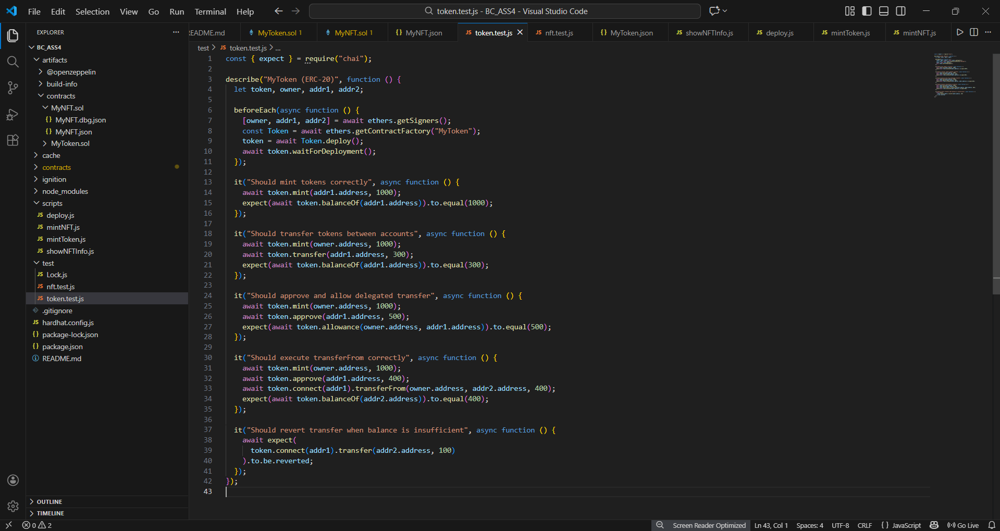 File Edit Selection View Go Run Terminal Help
token.test.js - BC_ASS4 - Visual Studio Code
EXPLORER
README.md
MyToken.sol 1
MyNFT.sol 1
{} MyNFT.json
JS token.test.js
JS nft.test.js
{} MyToken.json
JS showNFTInfo.js
JS deploy.js
JS mintToken.js
JS mintNFT.js
test > JS token.test.js > ...
BC_ASS4
artifacts
@openzeppelin
build-info
contracts
MyNFT.sol
{} MyNFT.dbg.json
{} MyNFT.json
MyToken.sol
cache
contracts
ignition
node_modules
scripts
JS deploy.js
JS mintNFT.js
JS mintToken.js
JS showNFTInfo.js
test
JS Lock.js
JS nft.test.js
JS token.test.js
.gitignore
JS hardhat.config.js
{} package-lock.json
{} package.json
README.md
OUTLINE
TIMELINE
1 const { expect } = require("chai");
2
3 describe("MyToken (ERC-20)", function () {
4 let token, owner, addr1, addr2;
5
6 beforeEach(async function () {
7 [owner, addr1, addr2] = await ethers.getSigners();
8 const Token = await ethers.getContractFactory("MyToken");
9 token = await Token.deploy();
10 await token.waitForDeployment();
11 });
12
13 it("Should mint tokens correctly", async function () {
14 await token.mint(addr1.address, 1000);
15 expect(await token.balanceOf(addr1.address)).to.equal(1000);
16 });
17
18 it("Should transfer tokens between accounts", async function () {
19 await token.mint(owner.address, 1000);
20 await token.transfer(addr1.address, 300);
21 expect(await token.balanceOf(addr1.address)).to.equal(300);
22 });
23
24 it("Should approve and allow delegated transfer", async function () {
25 await token.mint(owner.address, 1000);
26 await token.approve(addr1.address, 500);
27 expect(await token.allowance(owner.address, addr1.address)).to.equal(500);
28 });
29
30 it("Should execute transferFrom correctly", async function () {
31 await token.mint(owner.address, 1000);
32 await token.approve(addr1.address, 400);
33 await token.connect(addr1).transferFrom(owner.address, addr2.address, 400);
34 expect(await token.balanceOf(addr2.address)).to.equal(400);
35 });
36
37 it("Should revert transfer when balance is insufficient", async function () {
38 await expect(
39 token.connect(addr1).transfer(addr2.address, 100)
40 ).to.be.reverted;
41 });
42 });
43
0 2
Screen Reader Optimized Ln 43, Col 1 Spaces: 4 UTF-8 CRLF {} JavaScript Go Live